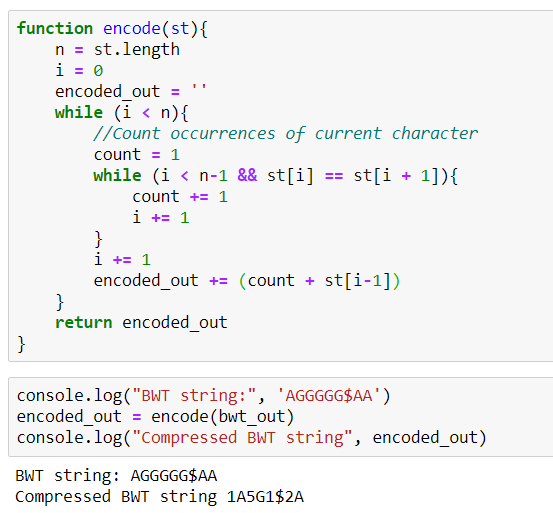 function encode(st){
    n = st.length
    i = 0
    encoded_out = ''
    while (i < n){
        //Count occurrences of current character
        count = 1
        while (i < n-1 && st[i] == st[i + 1]){
            count += 1
            i += 1
        }
        i += 1
        encoded_out += (count + st[i-1])
    }
    return encoded_out
}
console.log("BWT string:", 'AGGGGG$AA')
encoded_out = encode(bwt_out)
console.log("Compressed BWT string", encoded_out)
BWT string: AGGGGG$AA
Compressed BWT string 1A5G1$2A